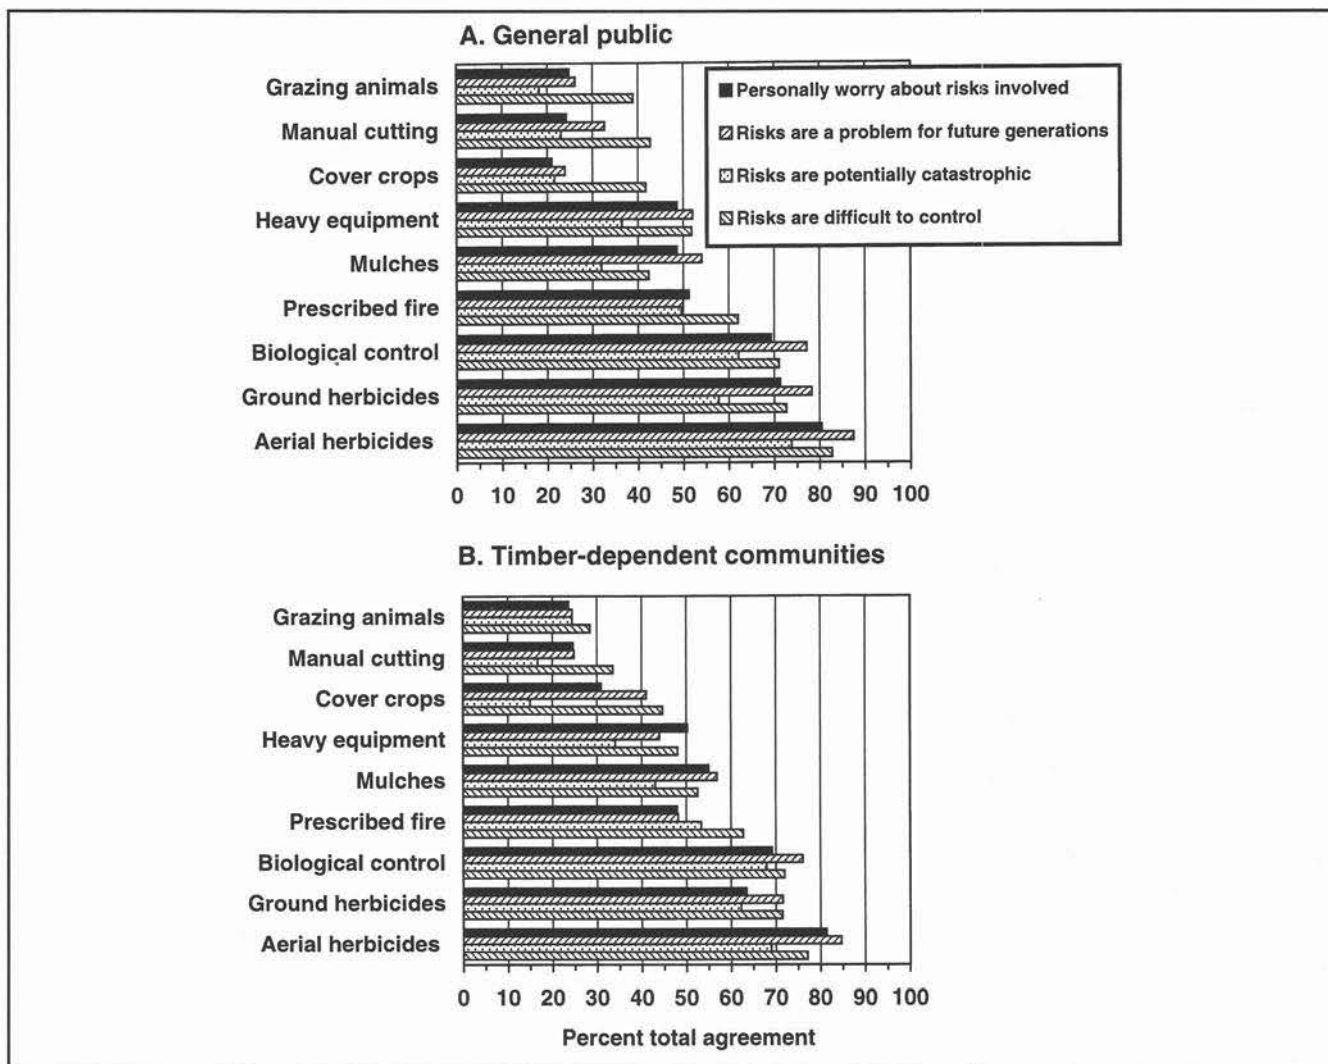 A. General public
Personally worry about risks involved
Risks are a problem for future generations
Risks are potentially catastrophic
Risks are difficult to control
Grazing animals
Manual cutting
Cover crops
Heavy equipment
Mulches
Prescribed fire
Biological control
Ground herbicides
Aerial herbicides
0 10 20 30 40 50 60 70 80 90 100
B. Timber-dependent communities
Grazing animals
Manual cutting
Cover crops
Heavy equipment
Mulches
Prescribed fire
Biological control
Ground herbicides
Aerial herbicides
0 10 20 30 40 50 60 70 80 90 100
Percent total agreement